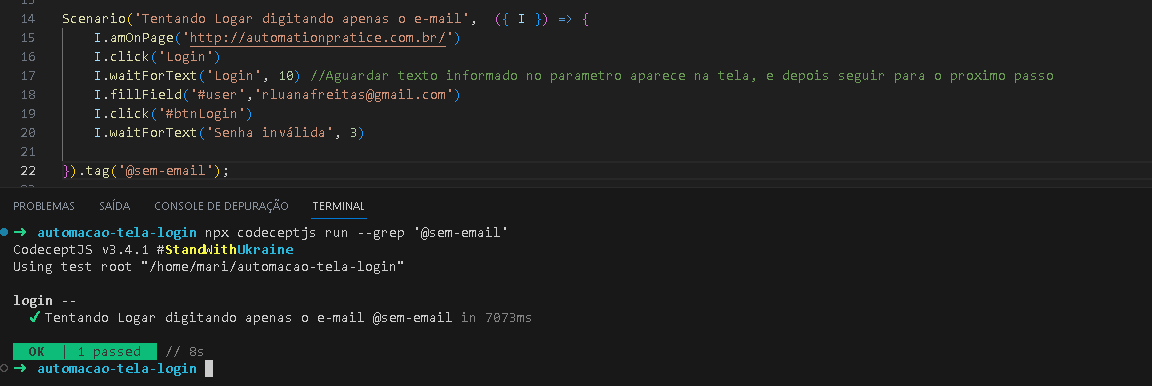 14 Scenario('Tentando Logar digitando apenas o e-mail', ({ I }) => {
15 I.amOnPage('http://automationpratice.com.br/')
16 I.click('Login')
17 I.waitForText('Login', 10) //Aguardar texto informado no parametro aparece na tela, e depois seguir para o proximo passo
18 I.fillField('#user','rluanafreitas@gmail.com')
19 I.click('#btnLogin')
20 I.waitForText('Senha inválida', 3)
21
22 }).tag('@sem-email');
PROBLEMAS SAÍDA CONSOLE DE DEPURAÇÃO TERMINAL
→ automacao-tela-login npx codeceptjs run --grep '@sem-email'
CodeceptJS v3.4.1 #StandWithUkraine
Using test root "/home/mari/automacao-tela-login"
login --
✔ Tentando Logar digitando apenas o e-mail @sem-email in 7073ms
OK | 1 passed // 8s
→ automacao-tela-login